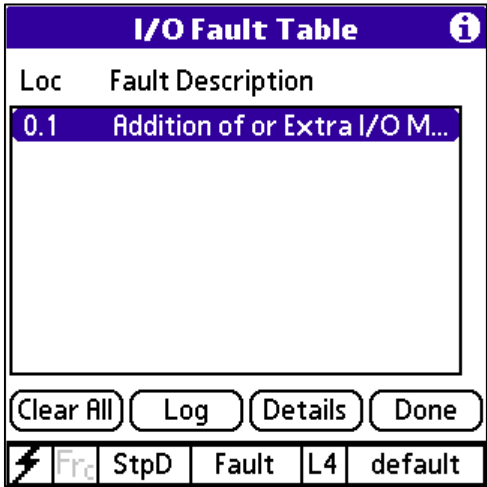 I/O Fault Table i
Loc Fault Description
0.1 Addition of or Extra I/O M...
Clear All Log Details Done
Frc StpD Fault L4 default